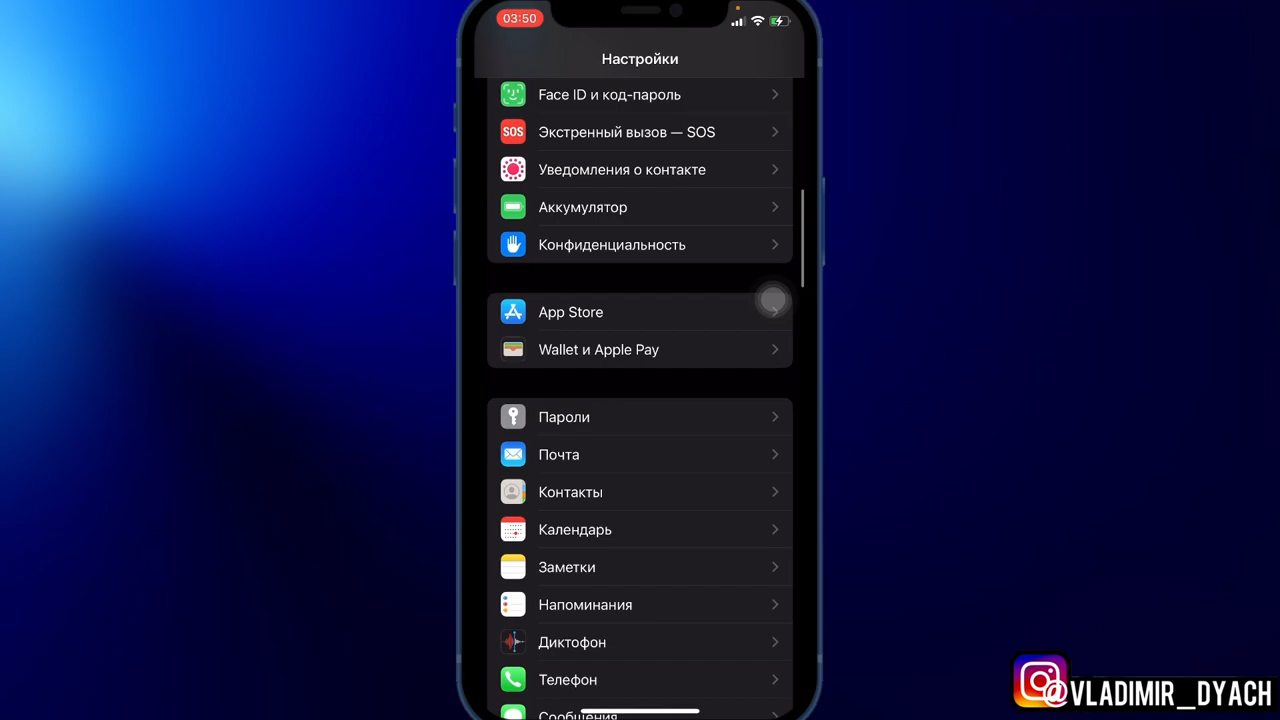 03:50
Настройки
Face ID и код-пароль
SOS
Экстренный вызов — SOS
Уведомления о контакте
Аккумулятор
Конфиденциальность
App Store
Wallet и Apple Pay
Пароли
Почта
Контакты
Календарь
Заметки
Напоминания
Диктофон
Телефон
Сообщения
@VLADIMIR_DYACH